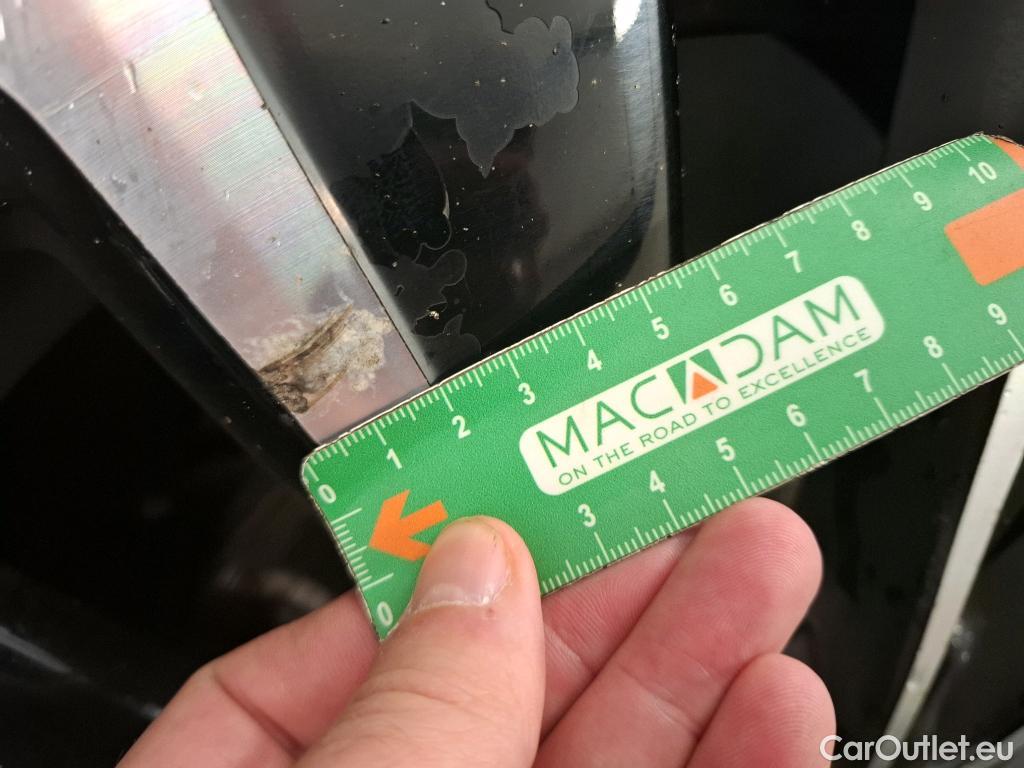 0 1 2 3 4 5 6 7 8 9 10
MACADAM
ON THE ROAD TO EXCELLENCE
0 3 4 5 6 7 8 9
CarOutlet.eu